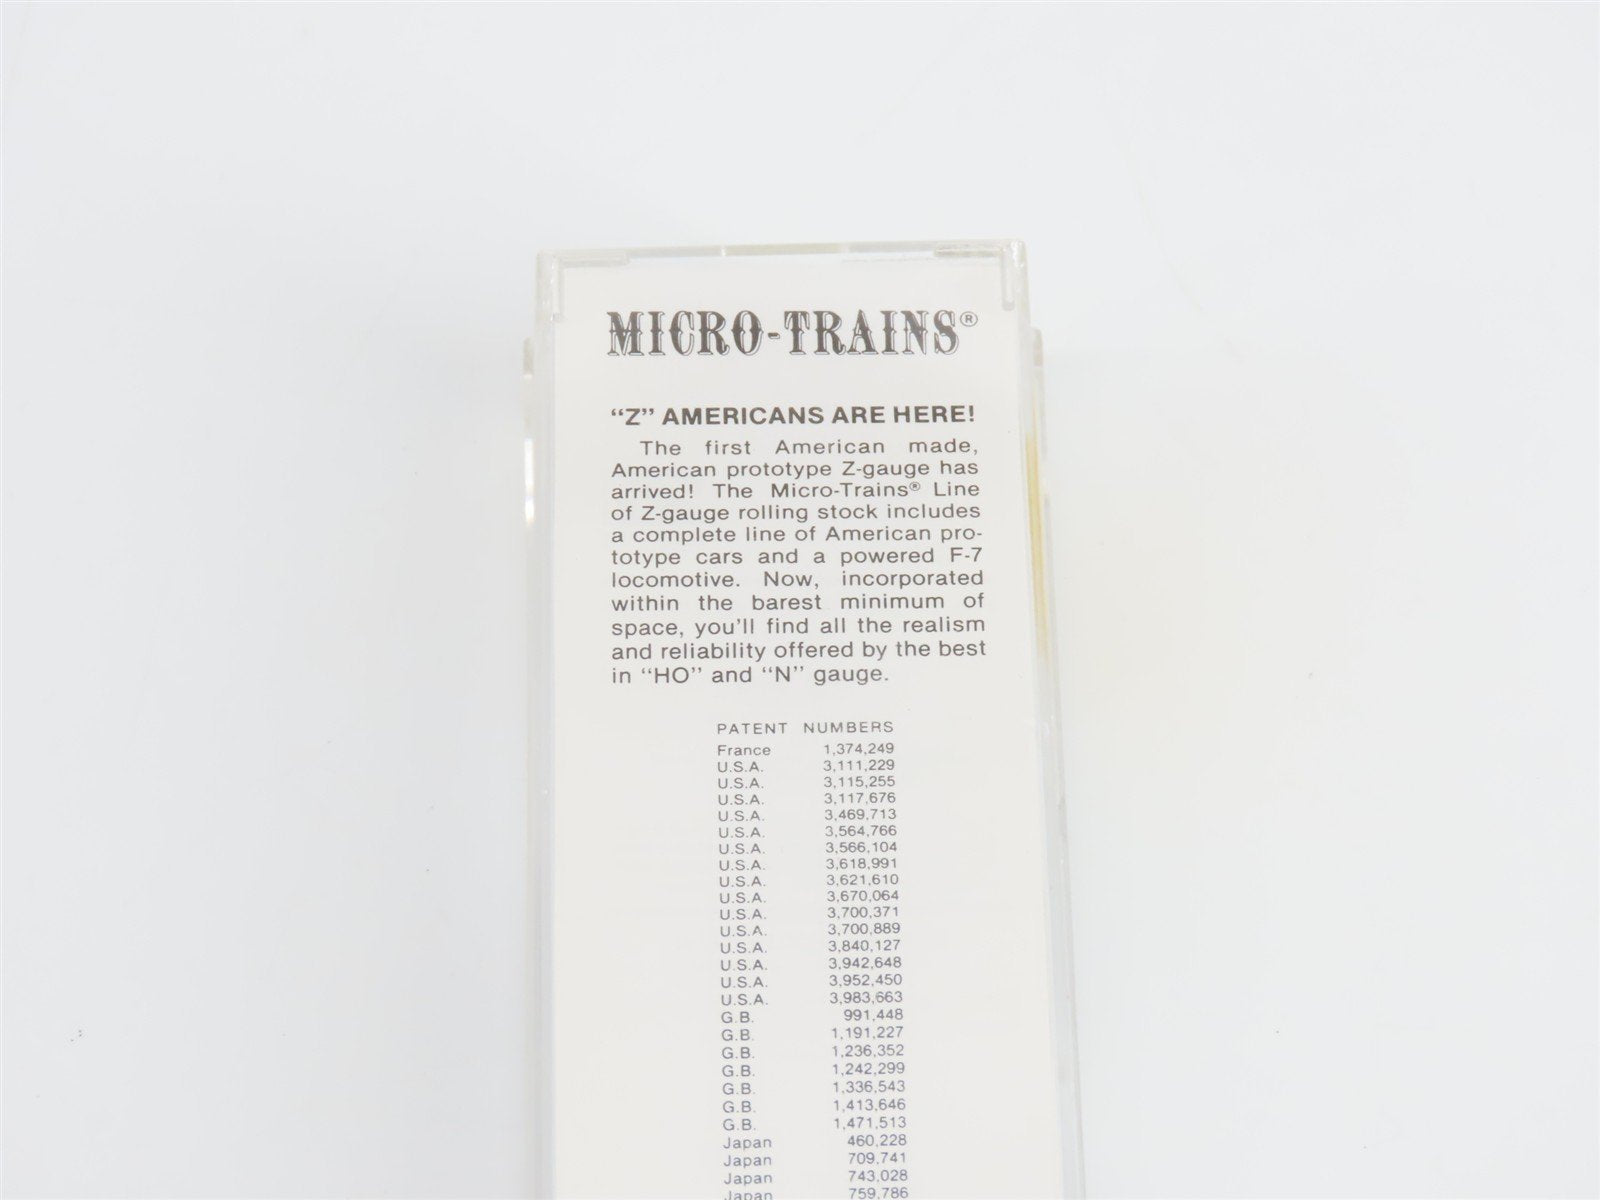 MICRO-TRAINS®
“Z” AMERICANS ARE HERE!
The first American made,
American prototype Z-gauge has
arrived! The Micro-Trains® Line
of Z-gauge rolling stock includes
a complete line of American pro-
totype cars and a powered F-7
locomotive. Now, incorporated
within the barest minimum of
space, you’ll find all the realism
and reliability offered by the best
in “HO” and “N” gauge.
PATENT NUMBERS
France 1,374,249
U.S.A. 3,111,229
U.S.A. 3,115,255
U.S.A. 3,117,676
U.S.A. 3,469,713
U.S.A. 3,564,766
U.S.A. 3,566,104
U.S.A. 3,618,991
U.S.A. 3,621,610
U.S.A. 3,670,064
U.S.A. 3,700,371
U.S.A. 3,700,889
U.S.A. 3,840,127
U.S.A. 3,942,648
U.S.A. 3,952,450
U.S.A. 3,983,663
G.B. 991,448
G.B. 1,191,227
G.B. 1,236,352
G.B. 1,242,299
G.B. 1,336,543
G.B. 1,413,646
G.B. 1,471,513
Japan 460,228
Japan 709,741
Japan 743,028
Japan 759,786